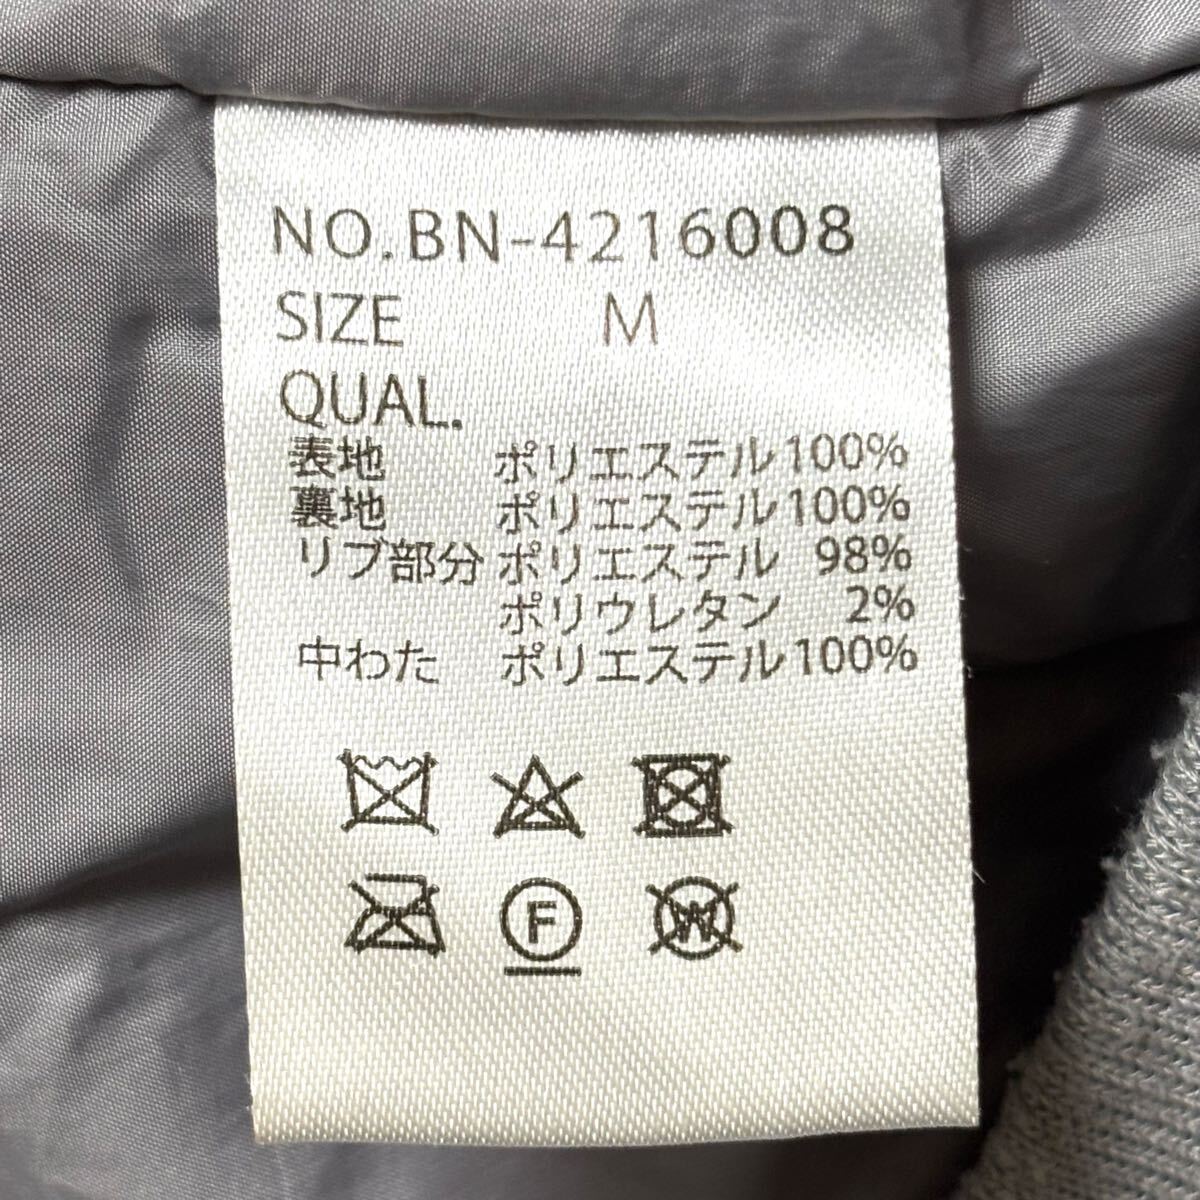 NO.BN-4216008
SIZE M
QUAL.
表地 ポリエステル100%
裏地 ポリエステル100%
リブ部分 ポリエステル 98%
ポリウレタン 2%
中わた ポリエステル100%
F W